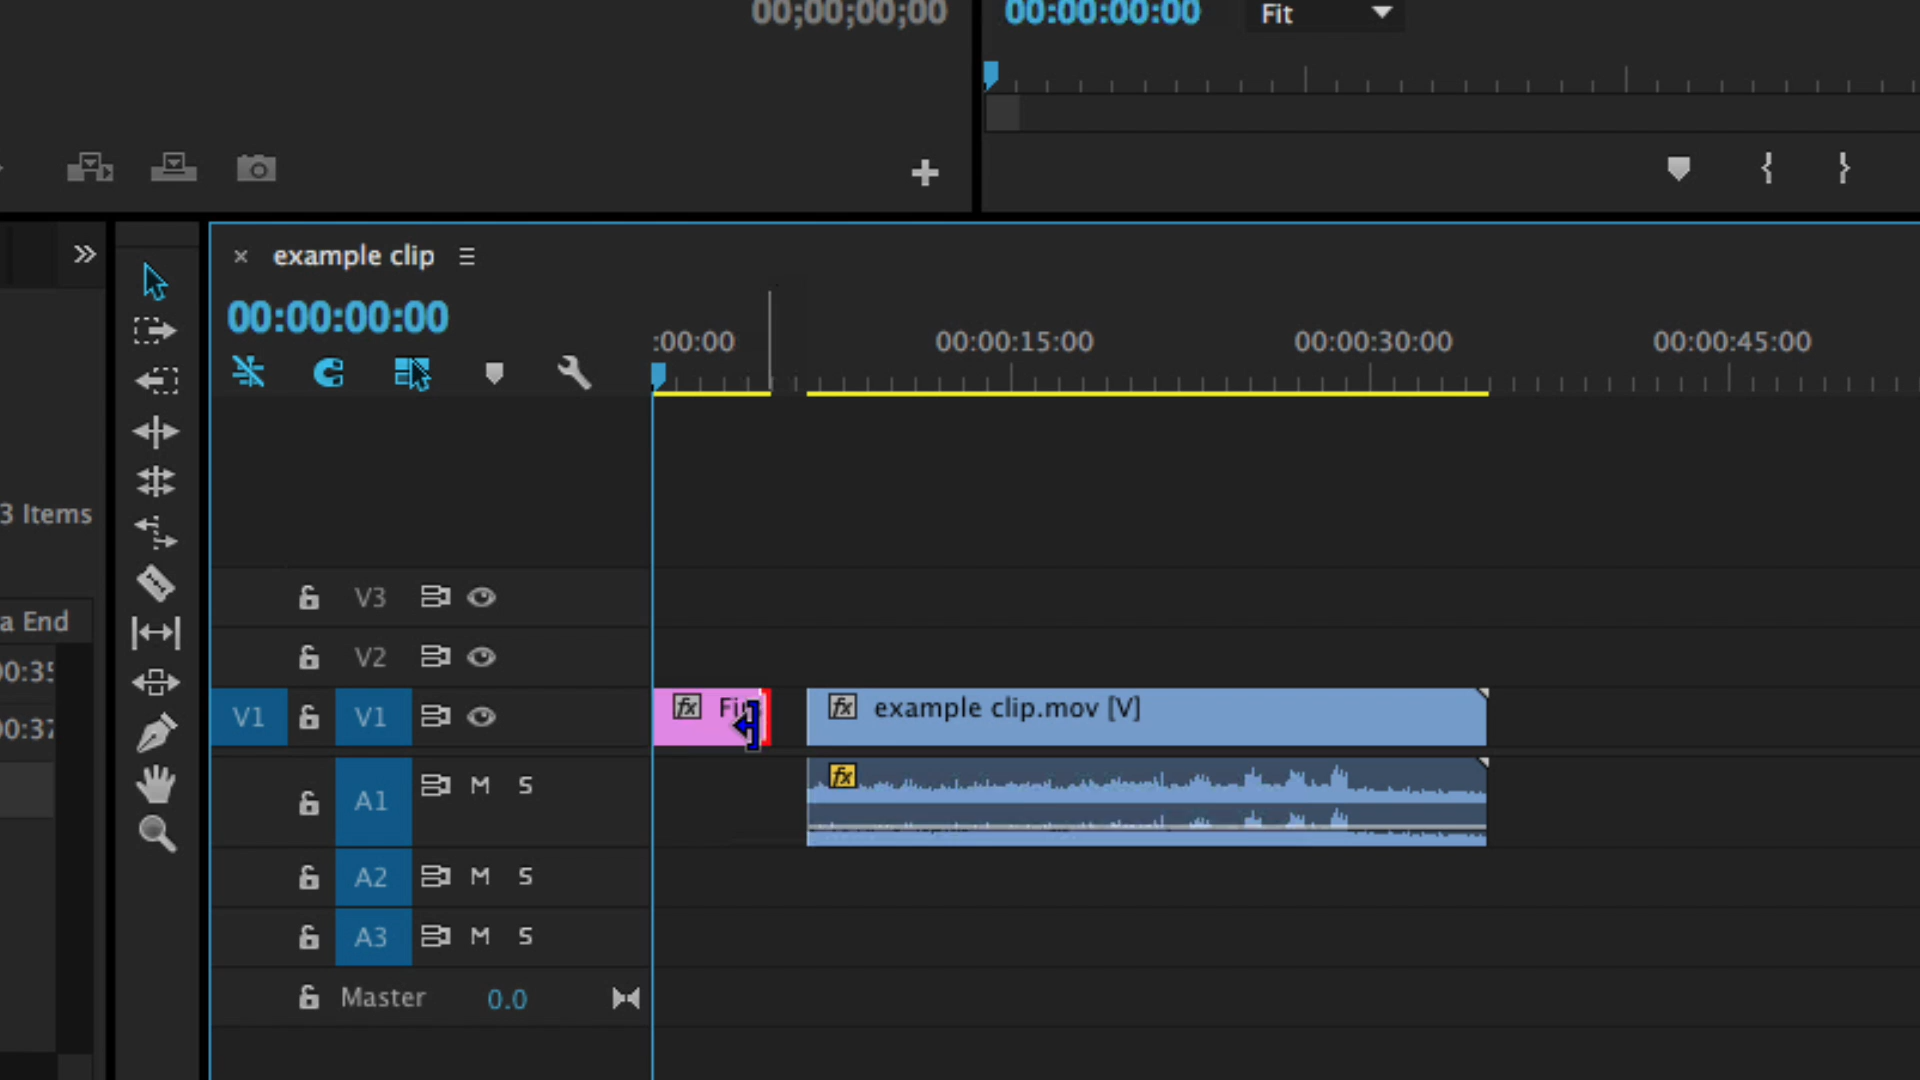 00;00;00;00
00:00:00:00
Fit
example clip
00:00:00:00
:00:00
00:00:15:00
00:00:30:00
00:00:45:00
3 Items
a End
00:35
00:37
V3
V2
V1
V1
fx
fx example clip.mov [V]
A1
M
S
fx
A2
M
S
A3
M
S
Master
0.0